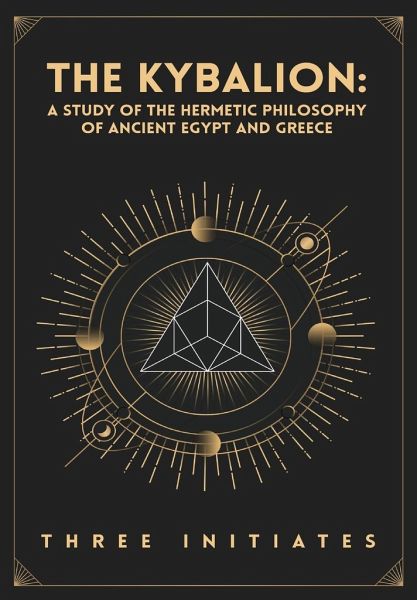 THE KYBALION:
A STUDY OF THE HERMETIC PHILOSOPHY
OF ANCIENT EGYPT AND GREECE
THREE INITIATES